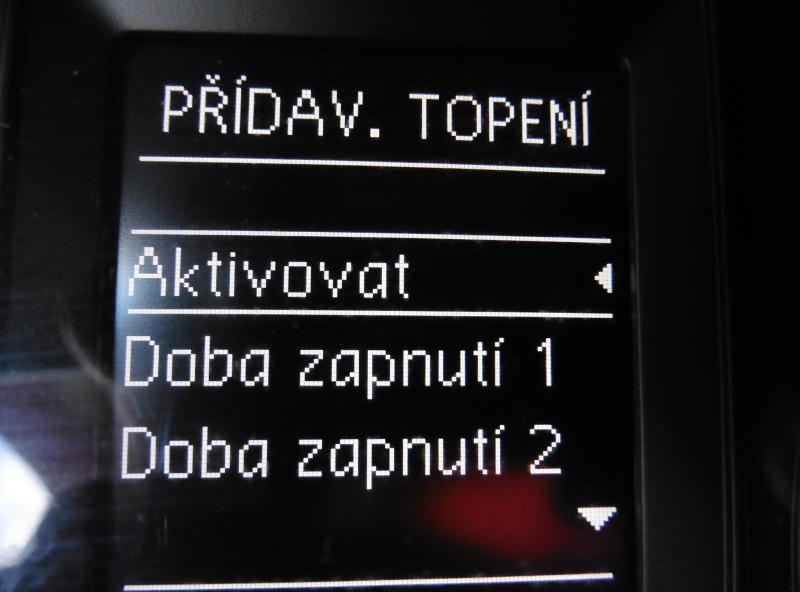 PŘÍDAV. TOPENÍ
Aktivovat
Doba zapnutí 1
Doba zapnutí 2